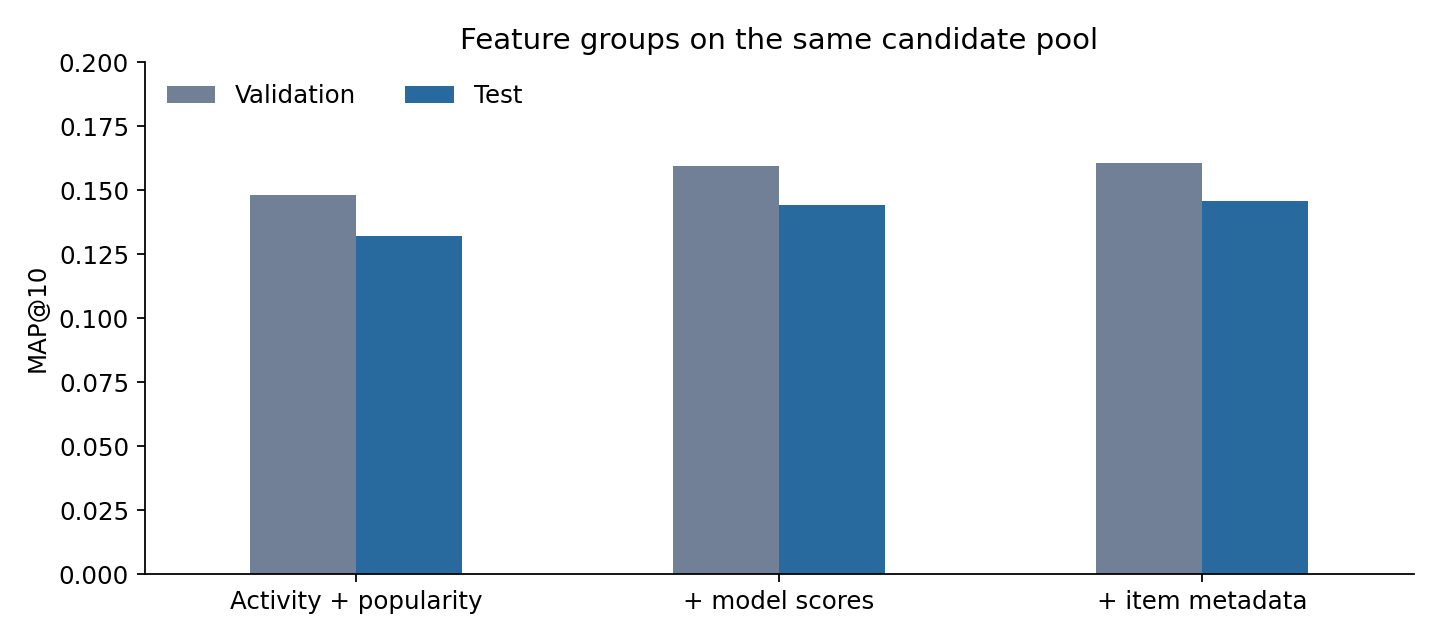 Feature groups on the same candidate pool
Validation Test
MAP@10
0.200
0.175
0.150
0.125
0.100
0.075
0.050
0.025
0.000
Activity + popularity + model scores + item metadata